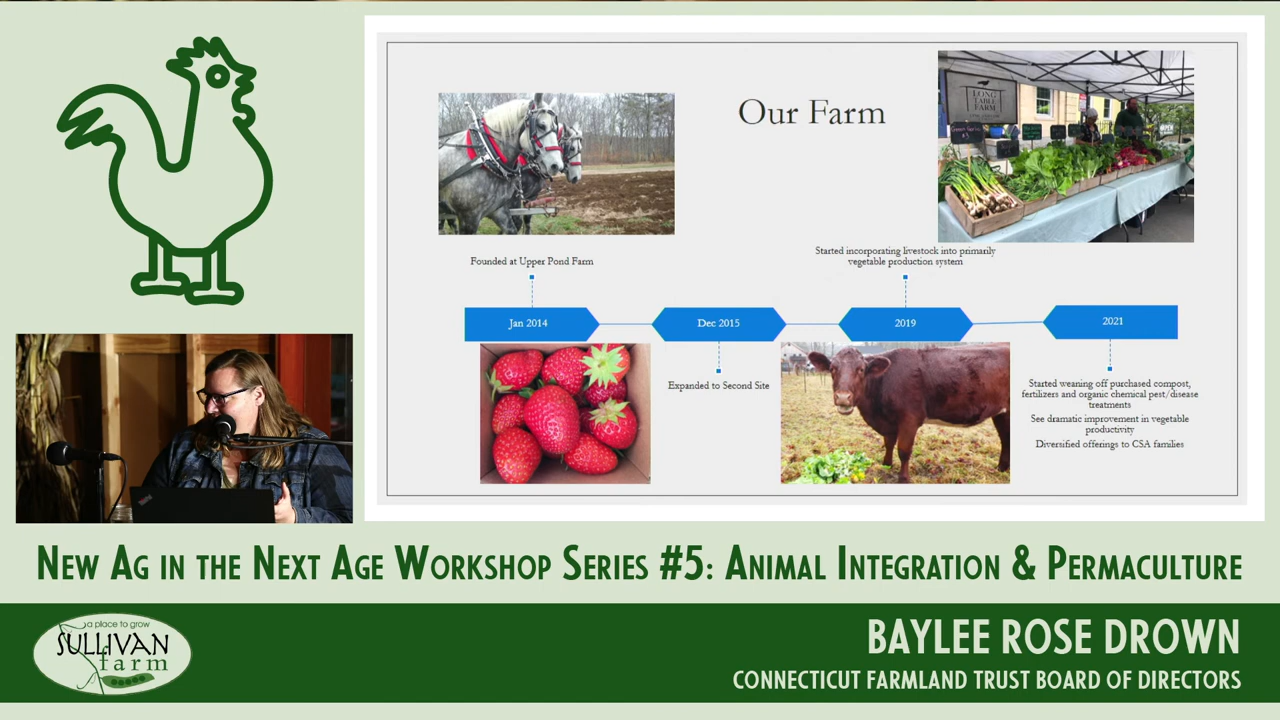 Our Farm
LONG
TABLE
FARM
Founded at Upper Pond Farm
Started incorporating livestock into primarily
vegetable production system
Jan 2014
Dec 2015
2019
2021
Expanded to Second Site
Started weaning off purchased compost,
fertilizers and organic chemical pest/disease
treatments
See dramatic improvement in vegetable
productivity
Diversified offerings to CSA families
New Ag in the Next Age Workshop Series #5: Animal Integration & Permaculture
a place to grow
SULLIVAN
farm
BAYLEE ROSE DROWN
CONNECTICUT FARMLAND TRUST BOARD OF DIRECTORS